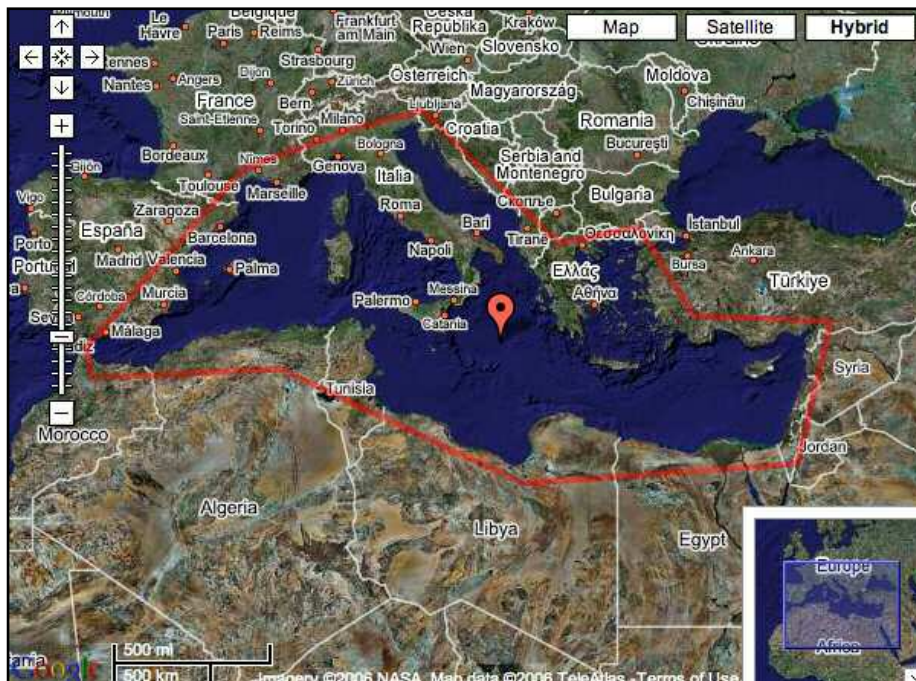 Map
Satellite
Hybrid
Le Havre
Paris
Reims
Frankfurt am Main
Česká Republika
Kraków
Rennes
Strasbourg
Wien
Slovensko
Nantes
Angers
Dijon
Zürich
Österreich
Moldova
France
Bern
Magyarország
Chişinău
Saint-Etienne
Milano
Ljubljana
Torino
Croatia
Romania
Bordeaux
Genova
Bologna
Bucureşti
Gijón
Nimes
Serbia and Montenegro
Toulouse
Marseille
Italia
Vigo
Bulgaria
Zaragoza
Roma
Скопље
Porto
España
Barcelona
Bari
Tiranë
Θεσσαλονίκη
İstanbul
Portugal
Madrid
Valencia
Palma
Napoli
Ελλάς
Bursa
Ankara
Türkiye
Córdoba
Murcia
Palermo
Messina
Αθήνα
Málaga
Catania
Tunisia
Syria
Morocco
Jordan
Algeria
Libya
Egypt
Europe
Africa
500 mi
Google
500 km
Imagery ©2006 NASA, Map data ©2006 TeleAtlas - Terms of Use